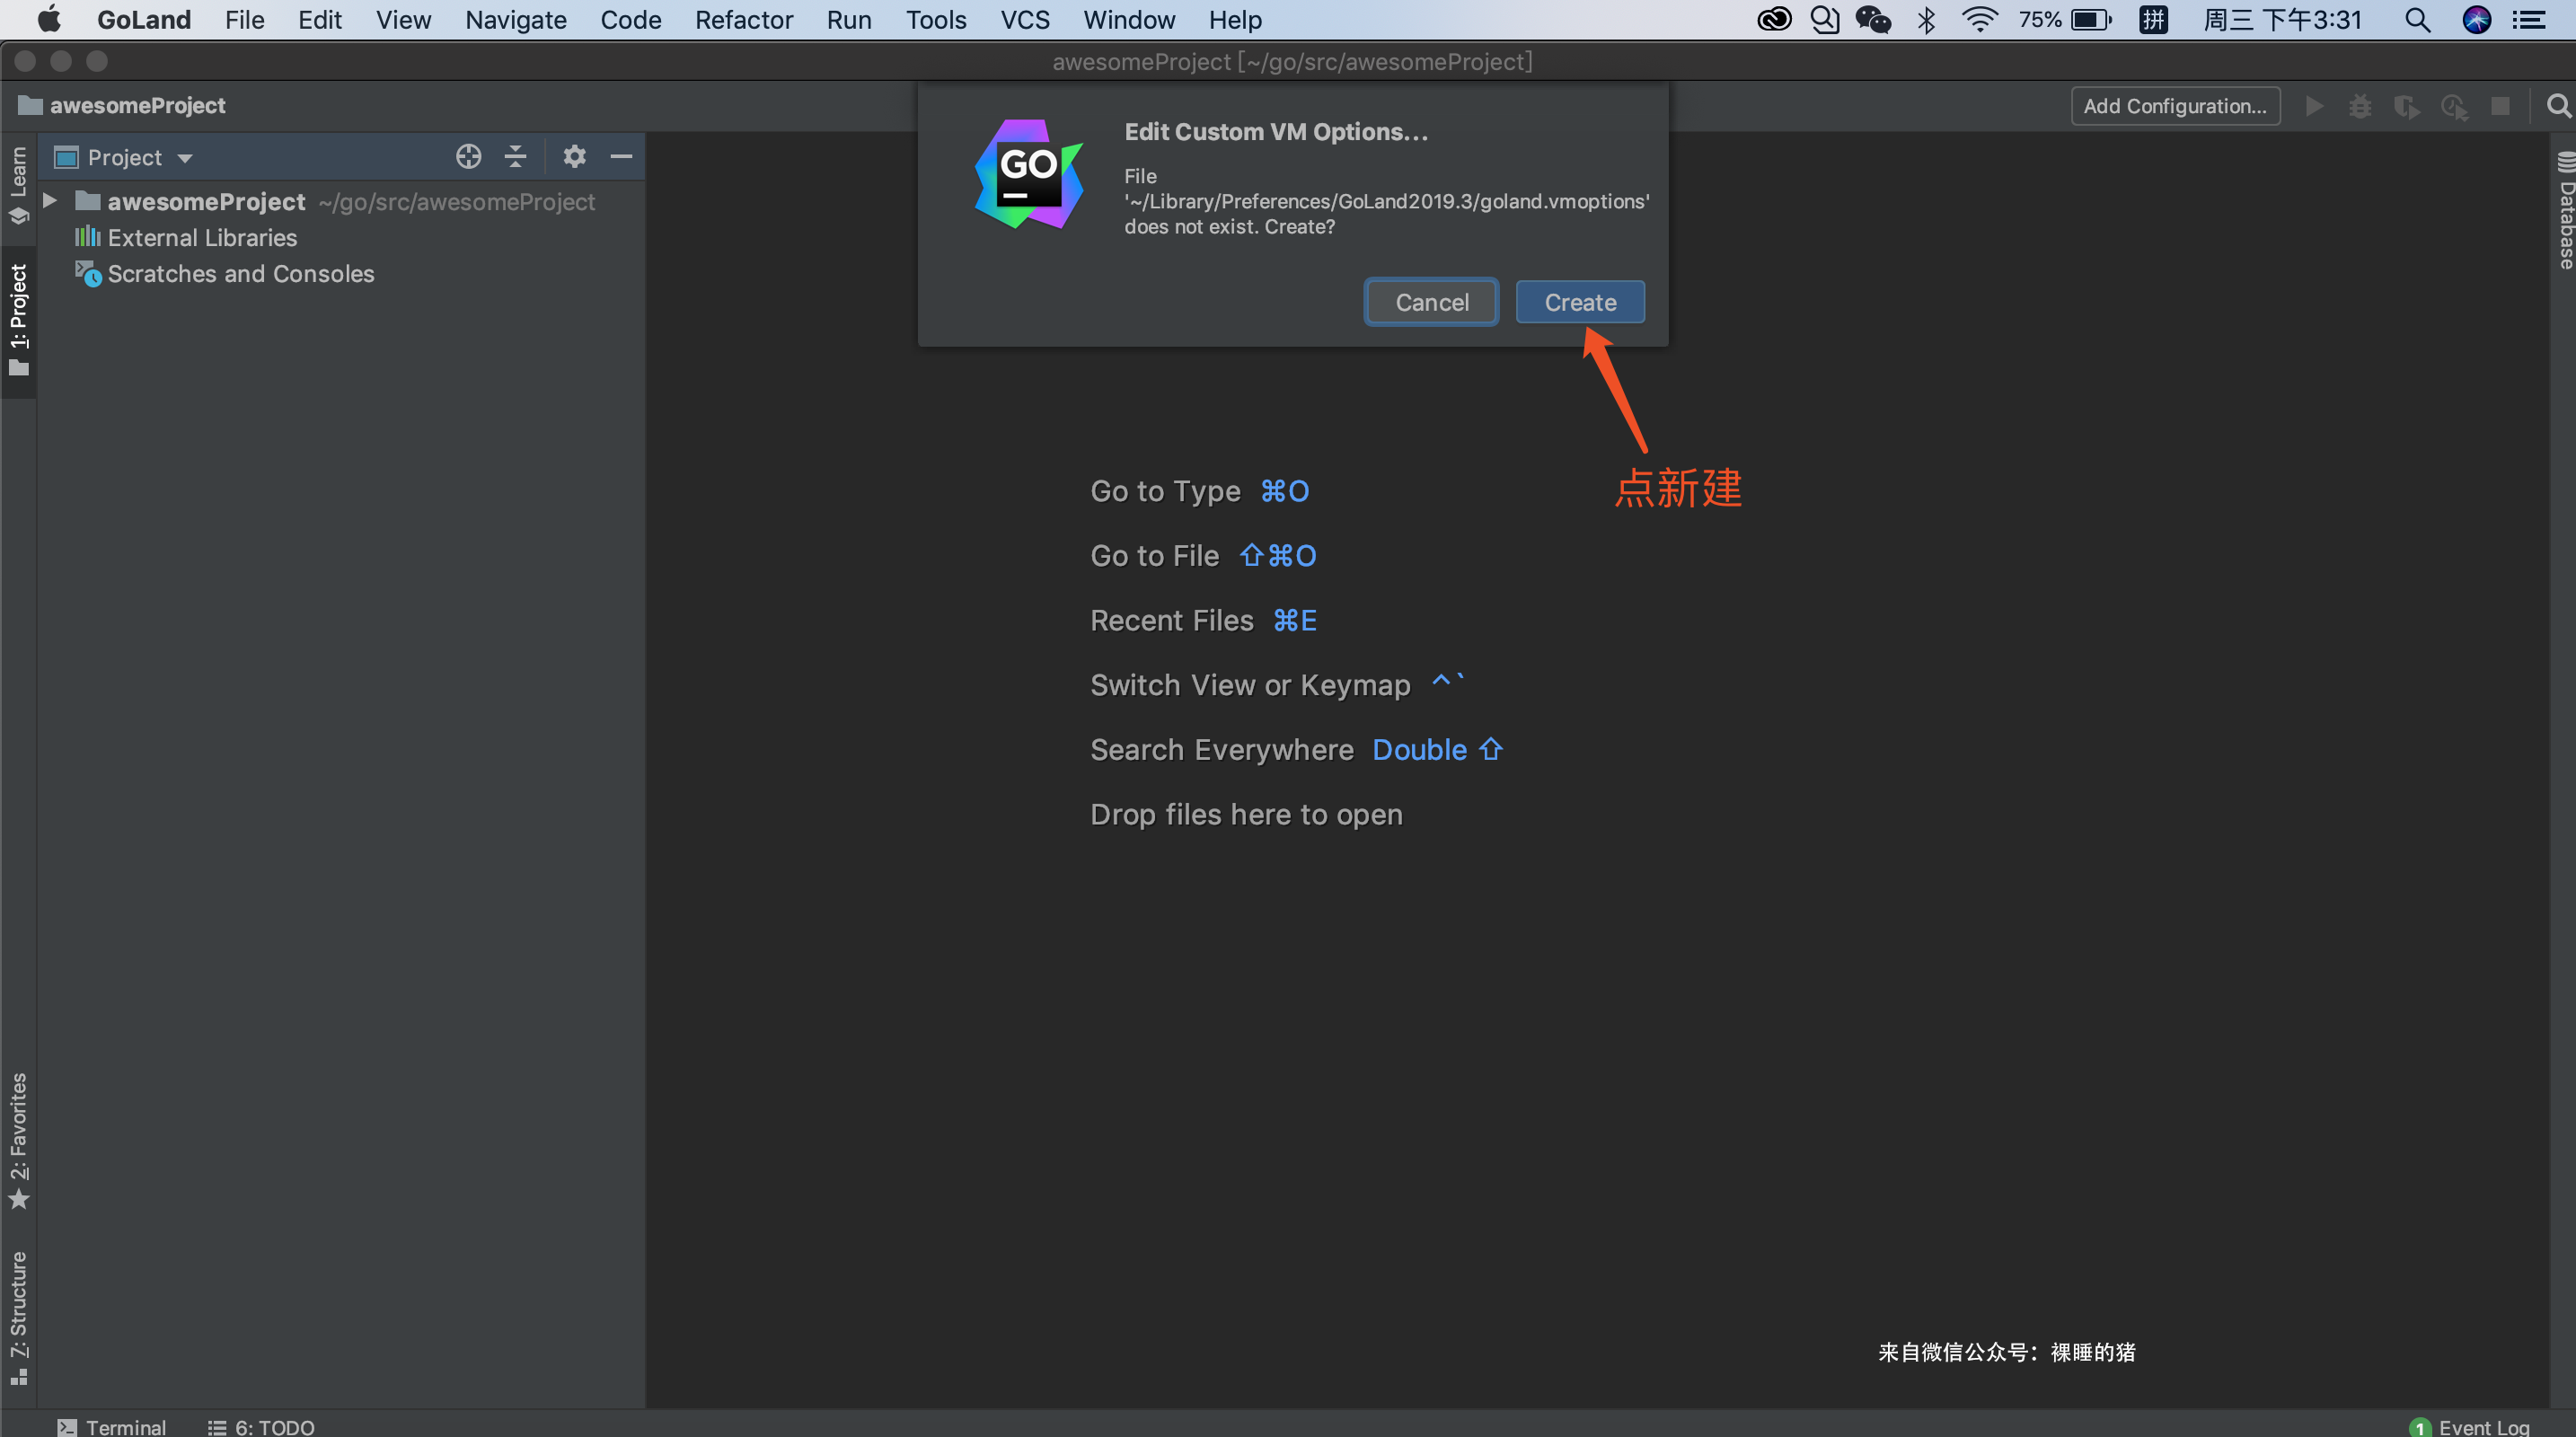 GoLand File Edit View Navigate Code Refactor Run Tools VCS Window Help 75% 拼 周三 下午3:31
awesomeProject [~/go/src/awesomeProject]
awesomeProject
Add Configuration...
Project
awesomeProject ~/go/src/awesomeProject
External Libraries
Scratches and Consoles
Learn
1: Project
2: Favorites
7: Structure
Database
GO
Edit Custom VM Options...
File
'~/Library/Preferences/GoLand2019.3/goland.vmoptions'
does not exist. Create?
Cancel
Create
点新建
Go to Type ⌘O
Go to File ⇧⌘O
Recent Files ⌘E
Switch View or Keymap ^`
Search Everywhere Double ⇧
Drop files here to open
来自微信公众号：裸睡的猪
Terminal
6: TODO
1 Event Log